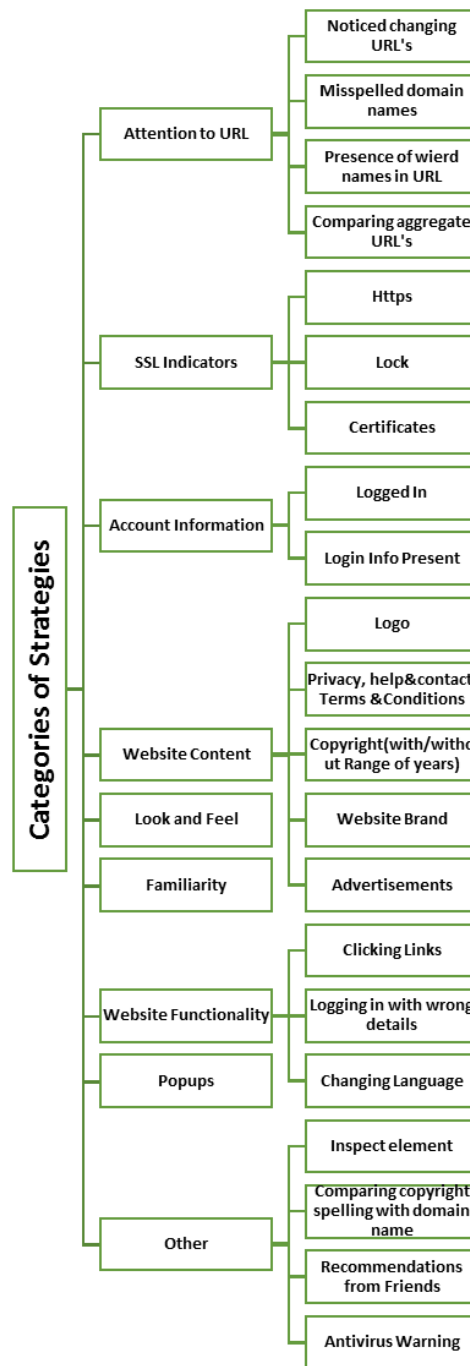 Categories of Strategies
Attention to URL
Noticed changing
URL's
Misspelled domain
names
Presence of wierd
names in URL
Comparing aggregate
URL's
SSL Indicators
Https
Lock
Certificates
Account Information
Logged In
Login Info Present
Website Content
Logo
Privacy, help&contact,
Terms &Conditions
Copyright(with/witho
ut Range of years)
Website Brand
Advertisements
Look and Feel
Familiarity
Website Functionality
Clicking Links
Logging in with wrong
details
Changing Language
Popups
Other
Inspect element
Comparing copyright
spelling with domain
name
Recommendations
from Friends
Antivirus Warning